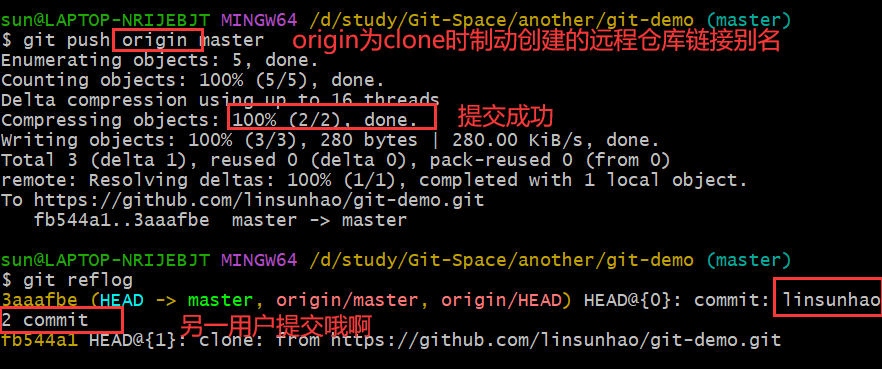 sun@LAPTOP-NRIJEBJT MINGW64 /d/study/Git-Space/another/git-demo (master)
$ git push origin master origin为clone时制动创建的远程仓库链接别名
Enumerating objects: 5, done.
Counting objects: 100% (5/5), done.
Delta compression using up to 16 threads
Compressing objects: 100% (2/2), done. 提交成功
Writing objects: 100% (3/3), 280 bytes | 280.00 KiB/s, done.
Total 3 (delta 1), reused 0 (delta 0), pack-reused 0 (from 0)
remote: Resolving deltas: 100% (1/1), completed with 1 local object.
To https://github.com/linsunhao/git-demo.git
fb544a1..3aaafbe master -> master
sun@LAPTOP-NRIJEBJT MINGW64 /d/study/Git-Space/another/git-demo (master)
$ git reflog
3aaafbe (HEAD -> master, origin/master, origin/HEAD) HEAD@{0}: commit: linsunhao
2 commit 另一用户提交哦啊
fb544a1 HEAD@{1}: clone: from https://github.com/linsunhao/git-demo.git